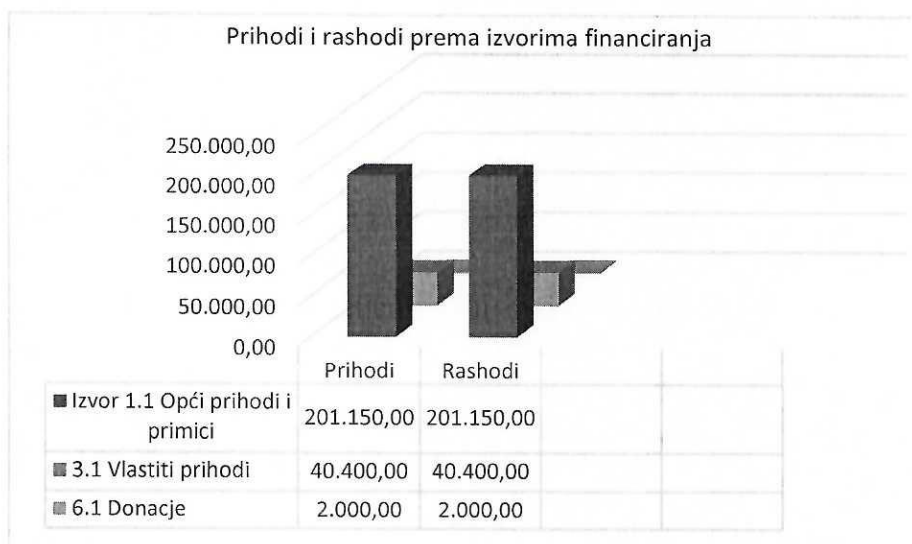 Prihodi i rashodi prema izvorima financiranja
250.000,00
200.000,00
150.000,00
100.000,00
50.000,00
0,00
Prihodi Rashodi
Izvor 1.1 Opći prihodi i
primici
201.150,00 201.150,00
3.1 Vlastiti prihodi 40.400,00 40.400,00
6.1 Donacje 2.000,00 2.000,00